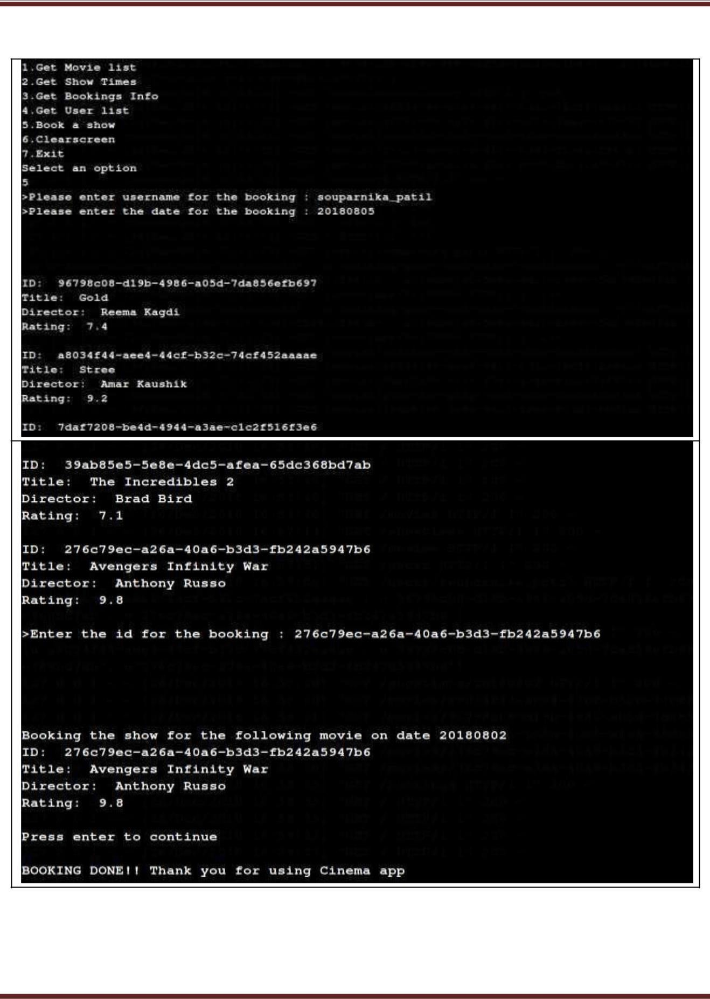 1.Get Movie list
2.Get Show Times
3.Get Bookings Info
4.Get User list
5.Book a show
6.Clearscreen
7.Exit
Select an option
5
>Please enter username for the booking : souparnika_patil
>Please enter the date for the booking : 20180805
ID: 96798c08-d19b-4986-a05d-7da856efb697
Title: Gold
Director: Reema Kagdi
Rating: 7.4
ID: a8034f44-aee4-44cf-b32c-74cf452aaaae
Title: Stree
Director: Amar Kaushik
Rating: 9.2
ID: 7daf7208-be4d-4944-a3ae-c1c2f516f3e6
ID: 39ab85e5-5e8e-4dc5-afea-65dc368bd7ab
Title: The Incredibles 2
Director: Brad Bird
Rating: 7.1
ID: 276c79ec-a26a-40a6-b3d3-fb242a5947b6
Title: Avengers Infinity War
Director: Anthony Russo
Rating: 9.8
>Enter the id for the booking : 276c79ec-a26a-40a6-b3d3-fb242a5947b6
Booking the show for the following movie on date 20180802
ID: 276c79ec-a26a-40a6-b3d3-fb242a5947b6
Title: Avengers Infinity War
Director: Anthony Russo
Rating: 9.8
Press enter to continue
BOOKING DONE!! Thank you for using Cinema app